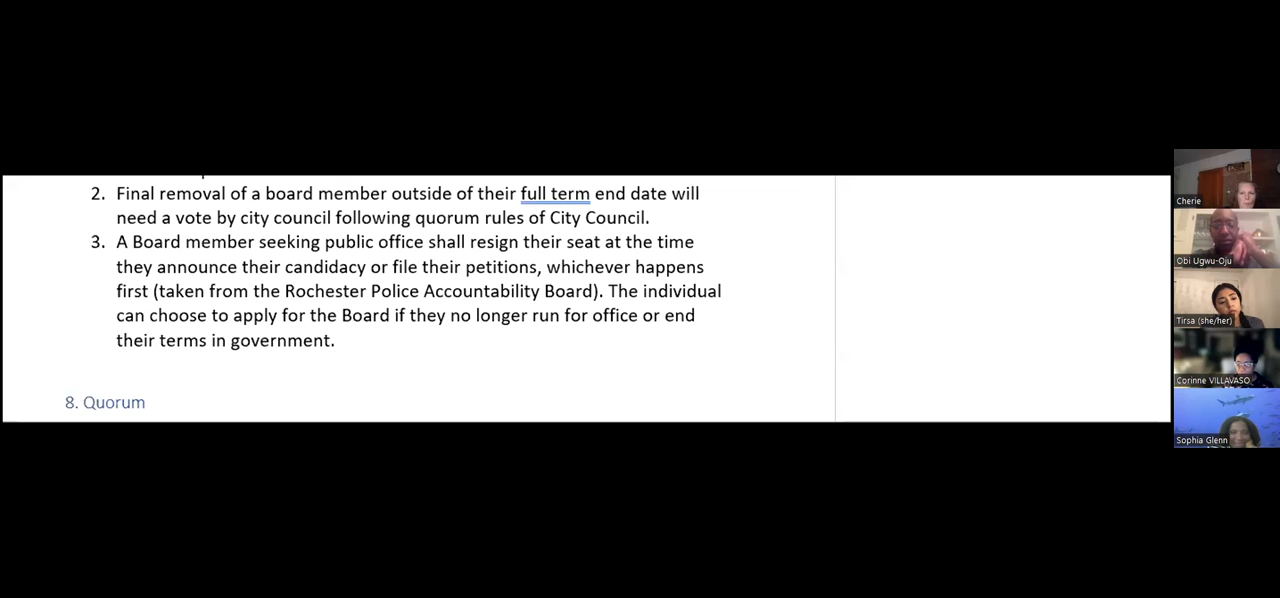 2. Final removal of a board member outside of their full term end date will
need a vote by city council following quorum rules of City Council.
3. A Board member seeking public office shall resign their seat at the time
they announce their candidacy or file their petitions, whichever happens
first (taken from the Rochester Police Accountability Board). The individual
can choose to apply for the Board if they no longer run for office or end
their terms in government.
8. Quorum
Cherie
Obi Ugwu-Oju
Tirsa (she/her)
Corinne VILLAVASO
Sophia Glenn